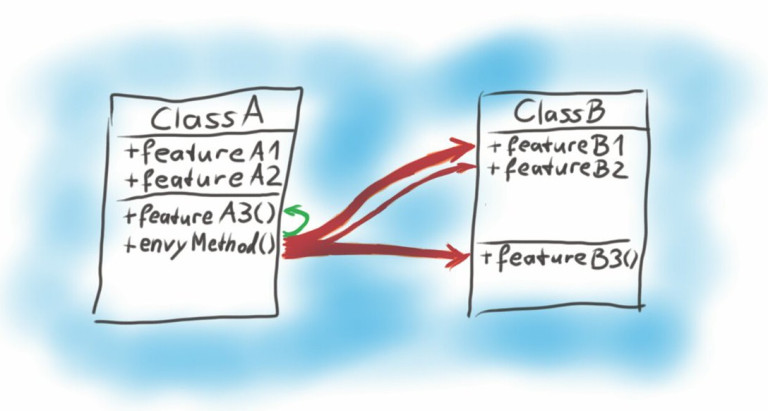 ClassA
+featureA1
+featureA2
+featureA3()
+envyMethod()
ClassB
+featureB1
+featureB2
+featureB3()